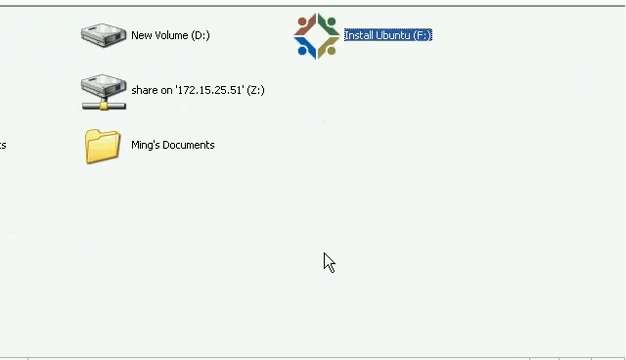 New Volume (D:)
Install Ubuntu (F:)
share on '172.15.25.51' (Z:)
Ming's Documents